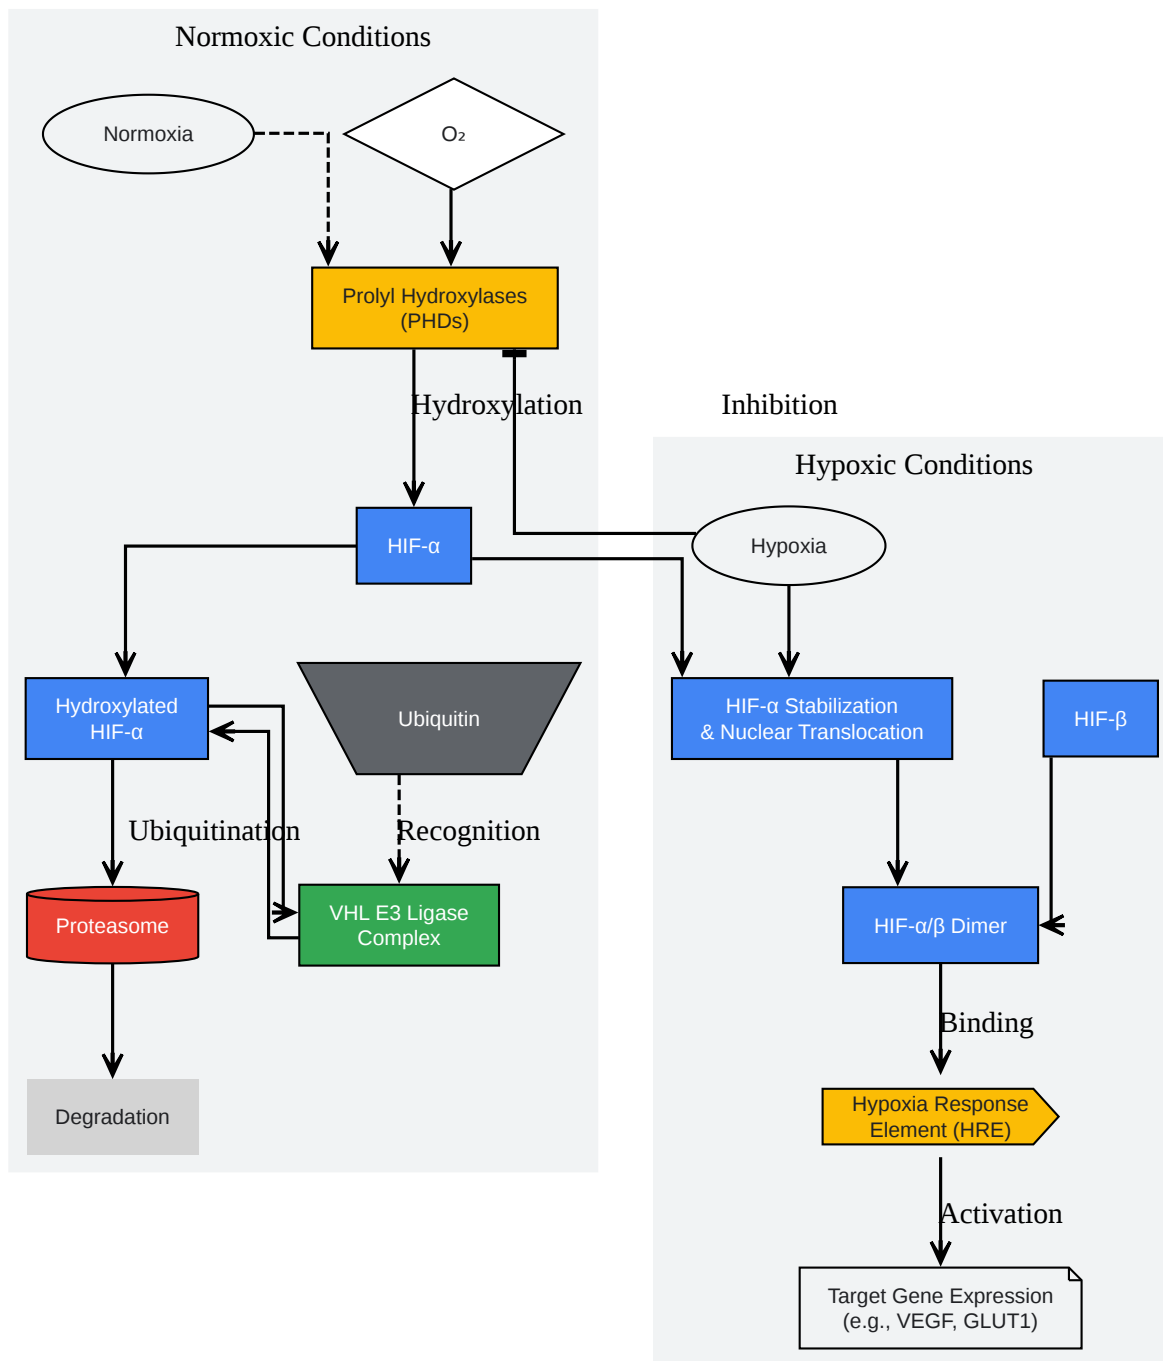 Normoxic Conditions
Normoxia
O₂
Prolyl Hydroxylases
(PHDs)
Hydroxylation
Inhibition
Hypoxic Conditions
HIF-α
Hypoxia
Hydroxylated
HIF-α
Ubiquitin
HIF-α Stabilization
& Nuclear Translocation
HIF-β
Ubiquitination
Recognition
Proteasome
VHL E3 Ligase
Complex
HIF-α/β Dimer
Binding
Degradation
Hypoxia Response
Element (HRE)
Activation
Target Gene Expression
(e.g., VEGF, GLUT1)